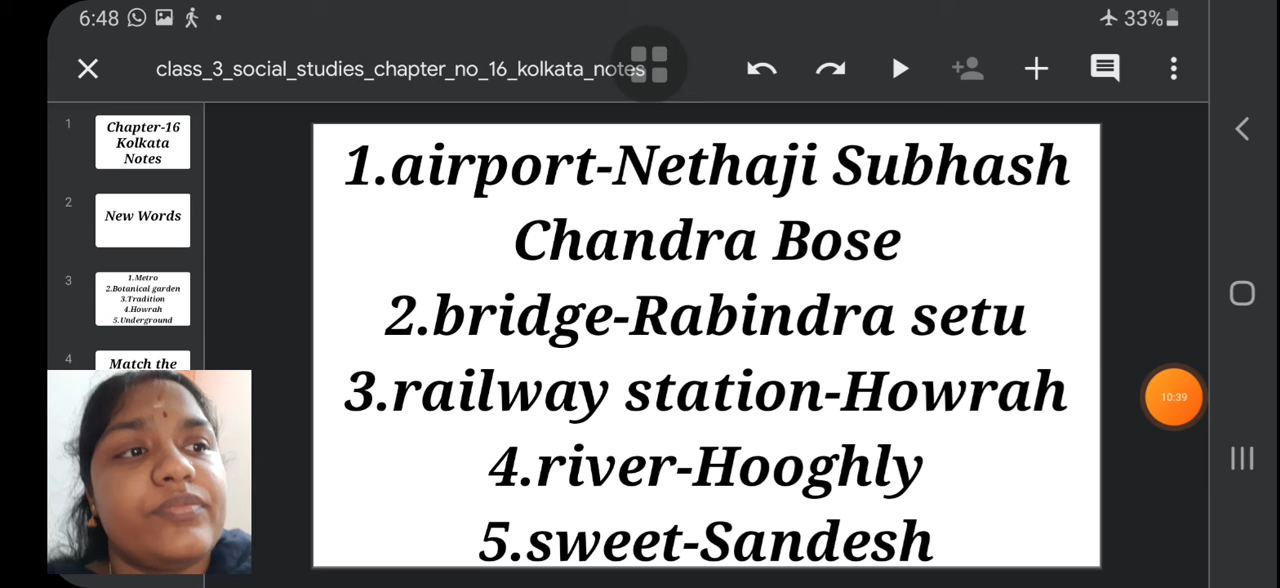 6:48
33%
class_3_social_studies_chapter_no_16_kolkata_notes
1
Chapter-16
Kolkata
Notes
2
New Words
3
1.Metro
2.Botanical garden
3.Tradition
4.Howrah
5.Underground
4
Match the
1.airport-Nethaji Subhash
Chandra Bose
2.bridge-Rabindra setu
3.railway station-Howrah
4.river-Hooghly
5.sweet-Sandesh
10:39